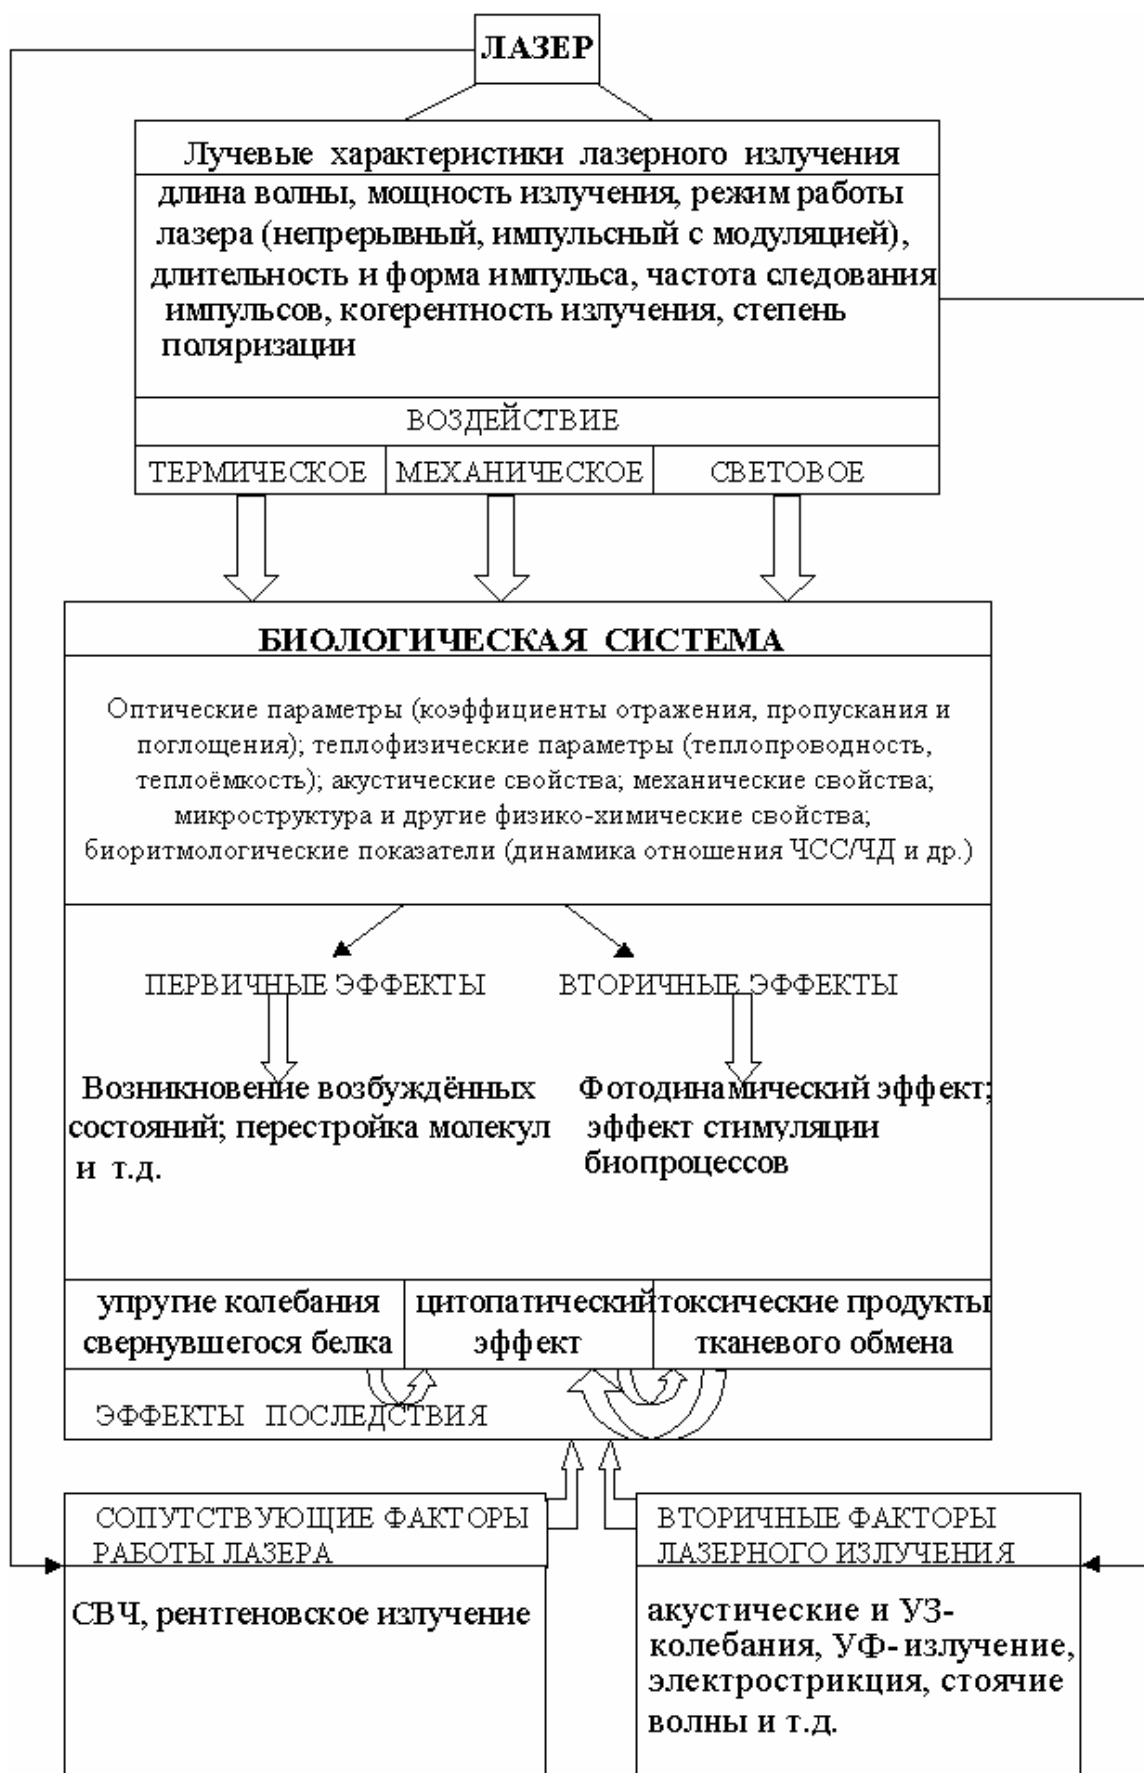 ЛАЗЕР
Лучевые характеристики лазерного излучения
длина волны, мощность излучения, режим работы
лазера (непрерывный, импульсный с модуляцией),
длительность и форма импульса, частота следования
импульсов, когерентность излучения, степень
поляризации
ВОЗДЕЙСТВИЕ
ТЕРМИЧЕСКОЕ
МЕХАНИЧЕСКОЕ
СВЕТОВОЕ
БИОЛОГИЧЕСКАЯ СИСТЕМА
Оптические параметры (коэффициенты отражения, пропускания и
поглощения); теплофизические параметры (теплопроводность,
теплоёмкость); акустические свойства; механические свойства;
микроструктура и другие физико-химические свойства;
биоритмологические показатели (динамика отношения ЧСС/ЧД и др.)
ПЕРВИЧНЫЕ ЭФФЕКТЫ
ВТОРИЧНЫЕ ЭФФЕКТЫ
Возникновение возбуждённых
состояний; перестройка молекул
и т.д.
Фотодинамический эффект;
эффект стимуляции
биопроцессов
упругие колебания
свернувшегося белка
цитопатический
эффект
токсические продукты
тканевого обмена
ЭФФЕКТЫ ПОСЛЕДСТВИЯ
СОПУТСТВУЮЩИЕ ФАКТОРЫ
РАБОТЫ ЛАЗЕРА
СВЧ, рентгеновское излучение
ВТОРИЧНЫЕ ФАКТОРЫ
ЛАЗЕРНОГО ИЗЛУЧЕНИЯ
акустические и УЗ-
колебания, УФ-излучение,
электрострикция, стоячие
волны и т.д.